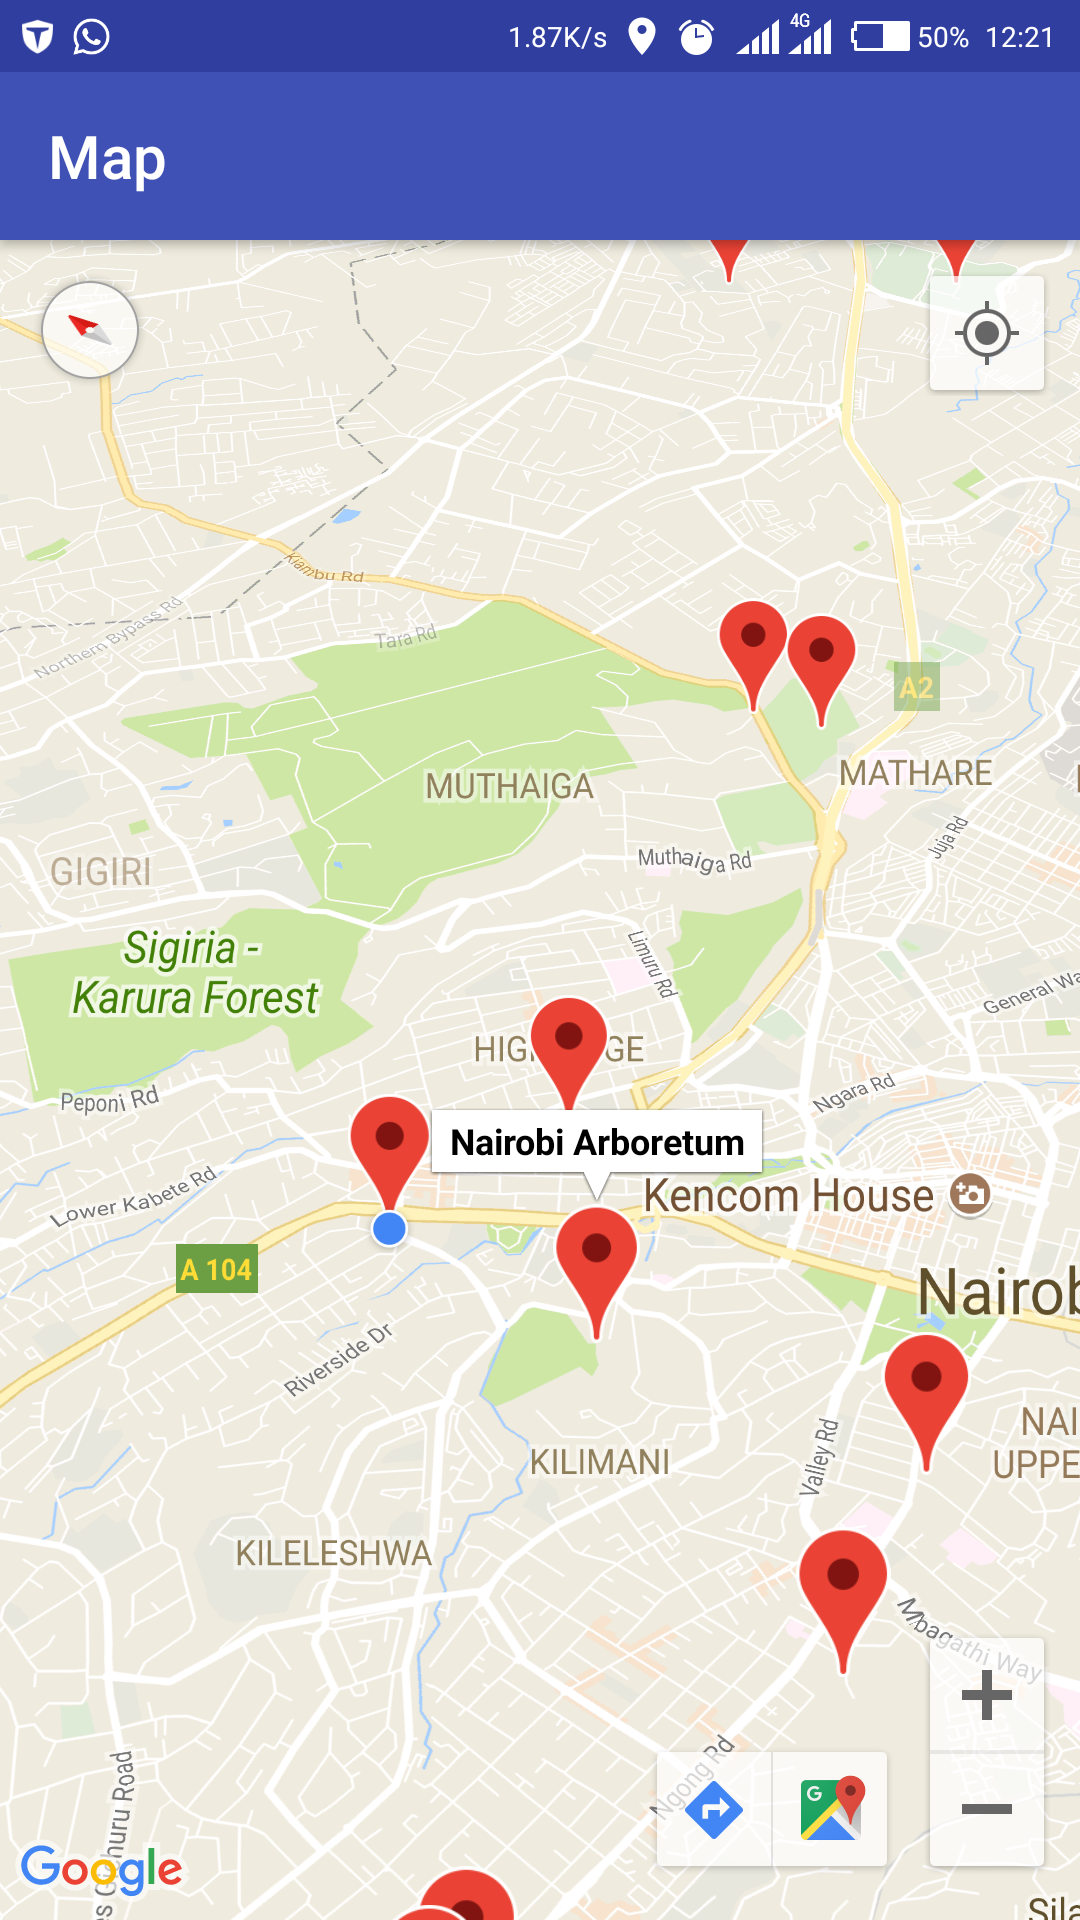 1.87K/s 4G 50% 12:21
Map
Kiambu Rd
Northern Bypass Rd
Tara Rd
A2
MUTHAIGA
MATHARE
Juja Rd
GIGIRI
Muthaiga Rd
Sigiria -
Karura Forest
Limuru Rd
General Wa
Peponi Rd
Ngara Rd
Nairobi Arboretum
Lower Kabete Rd
Kencom House
A 104
Nairob
Riverside Dr
NAI
UPPE
Valley Rd
KILIMANI
KILELESHWA
Mbagathi Way
Ngong Rd
G
Google
Sila